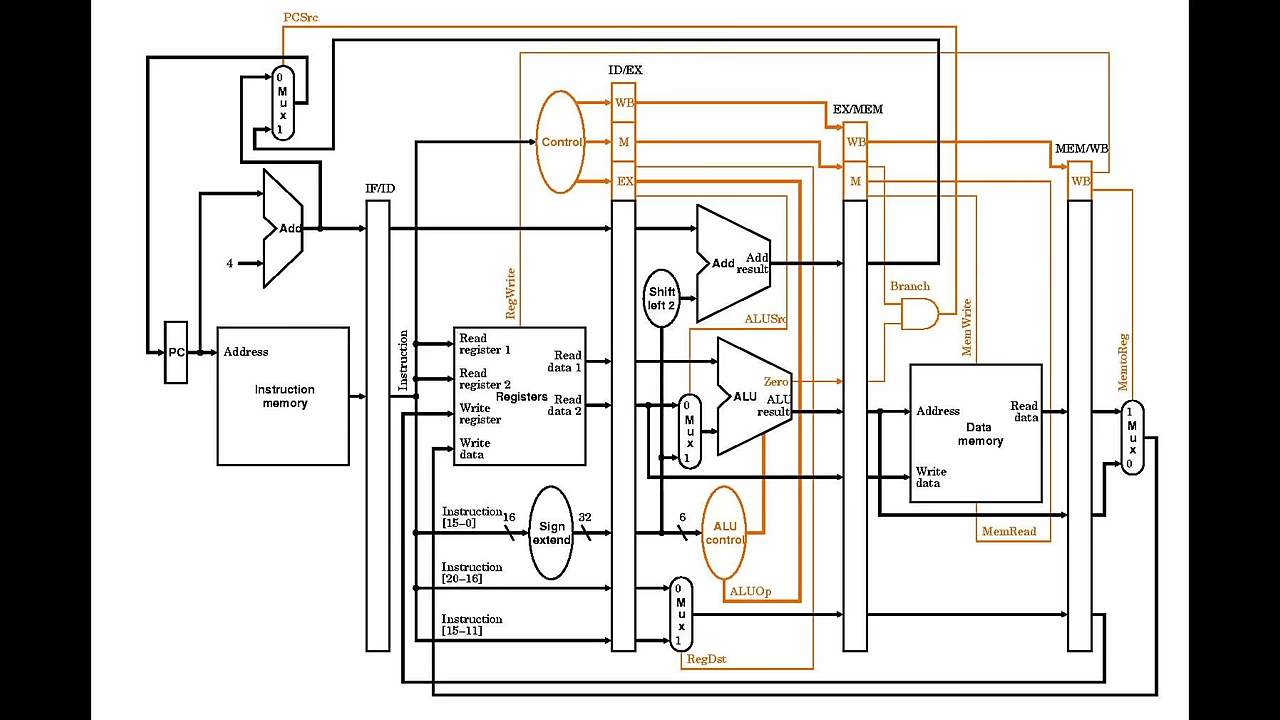 PCSrc
ID/EX
0
M
u
x
1
WB
EX/MEM
Control
M
WB
MEM/WB
IF/ID
EX
M
WB
Add
4
Add
Add
result
Shift
left 2
RegWrite
Branch
ALUSrc
MemWrite
Instruction
MemtoReg
PC
Address
Instruction
memory
Read
register 1
Read
register 2
Write
register
Write
data
Registers
Read
data 1
Read
data 2
0
M
u
x
1
ALU
Zero
ALU
result
Address
Read
data
Data
memory
Write
data
1
M
u
x
0
Instruction
[15–0]
16
Sign
extend
32
6
ALU
control
MemRead
Instruction
[20–16]
ALUOp
0
M
u
x
1
Instruction
[15–11]
RegDst